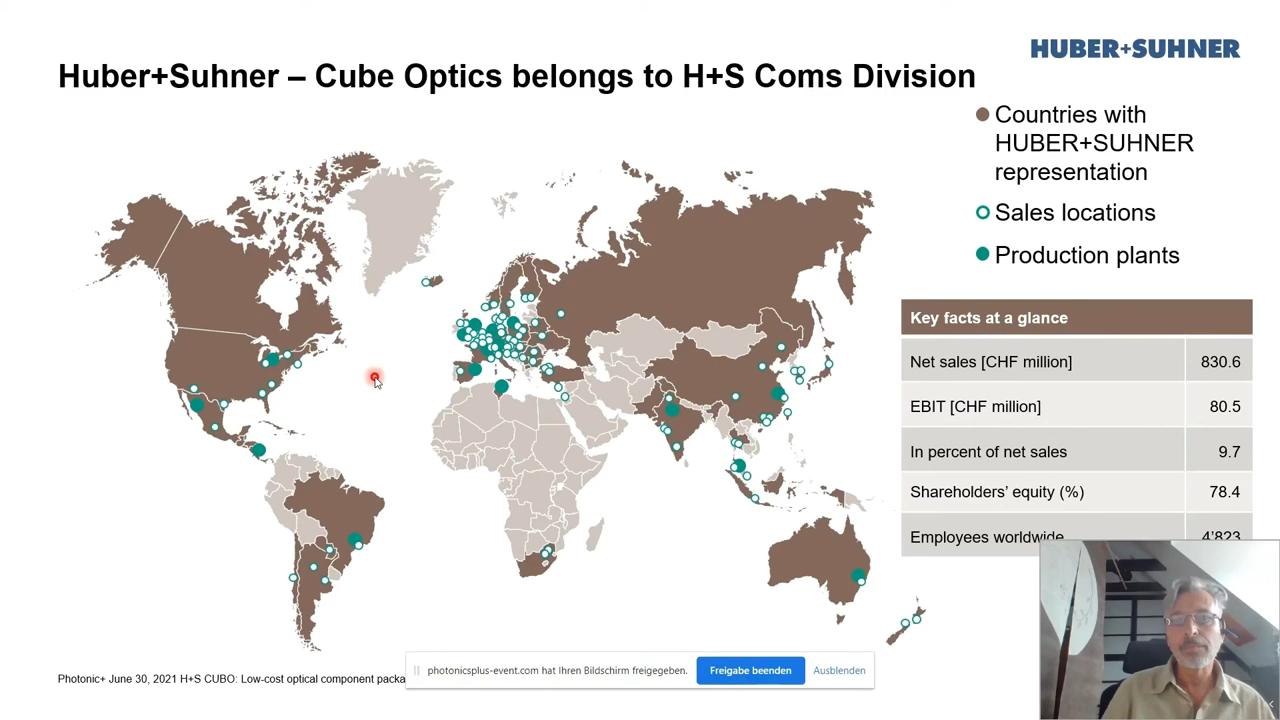 HUBER+SUHNER
Huber+Suhner – Cube Optics belongs to H+S Coms Division
Countries with
HUBER+SUHNER
representation
Sales locations
Production plants
Key facts at a glance
Net sales [CHF million] 830.6
EBIT [CHF million] 80.5
In percent of net sales 9.7
Shareholders’ equity (%) 78.4
Employees worldwide 4’823
photonicsplus-event.com hat Ihren Bildschirm freigegeben. Freigabe beenden Ausblenden
Photonic+ June 30, 2021 H+S CUBO: Low-cost optical component packa